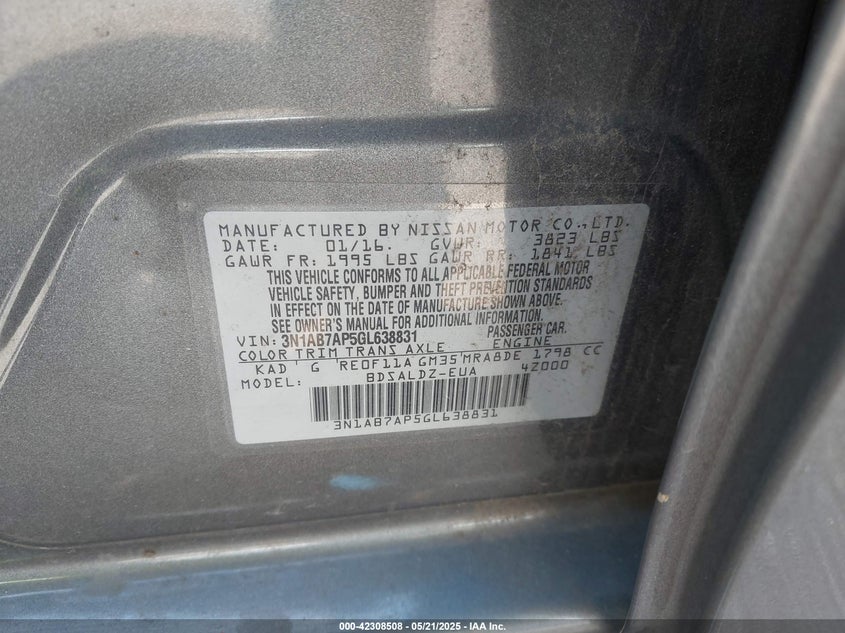 MANUFACTURED BY NISSAN MOTOR CO.,LTD.
DATE: 01/16. GVWR: 3823 LBS
GAWR FR: 1995 LBS GAWR RR: 1841 LBS
THIS VEHICLE CONFORMS TO ALL APPLICABLE FEDERAL MOTOR
VEHICLE SAFETY, BUMPER AND THEFT PREVENTION STANDARDS
IN EFFECT ON THE DATE OF MANUFACTURE SHOWN ABOVE.
SEE OWNER'S MANUAL FOR ADDITIONAL INFORMATION.
VIN: 3N1AB7AP5GL638831 PASSENGER CAR.
COLOR TRIM TRANS AXLE ENGINE
KAD G RE0F11A GM35 MRA8DE 1798 CC
MODEL: BDSALDZ-EUA 42000
3N1AB7AP5GL638831
000-42308508 - 05/21/2025 - IAA Inc.